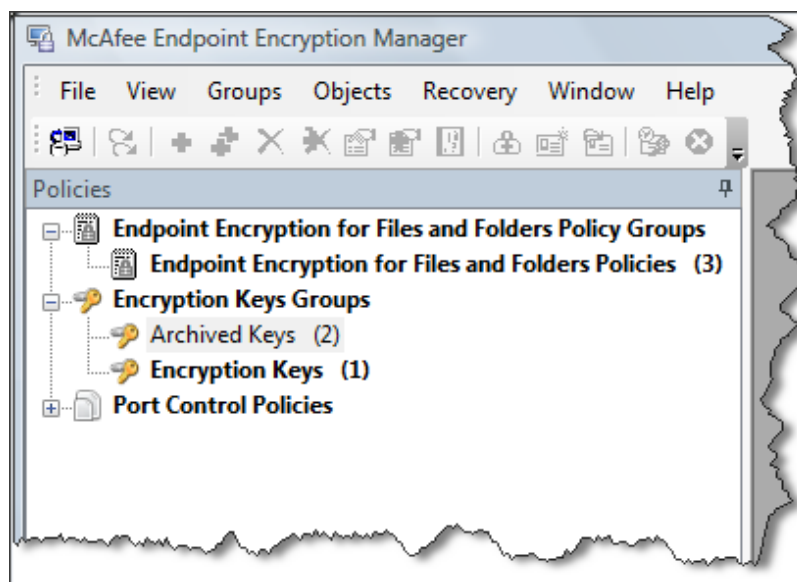 McAfee Endpoint Encryption Manager
File View Groups Objects Recovery Window Help
Policies
Endpoint Encryption for Files and Folders Policy Groups
Endpoint Encryption for Files and Folders Policies (3)
Encryption Keys Groups
Archived Keys (2)
Encryption Keys (1)
Port Control Policies